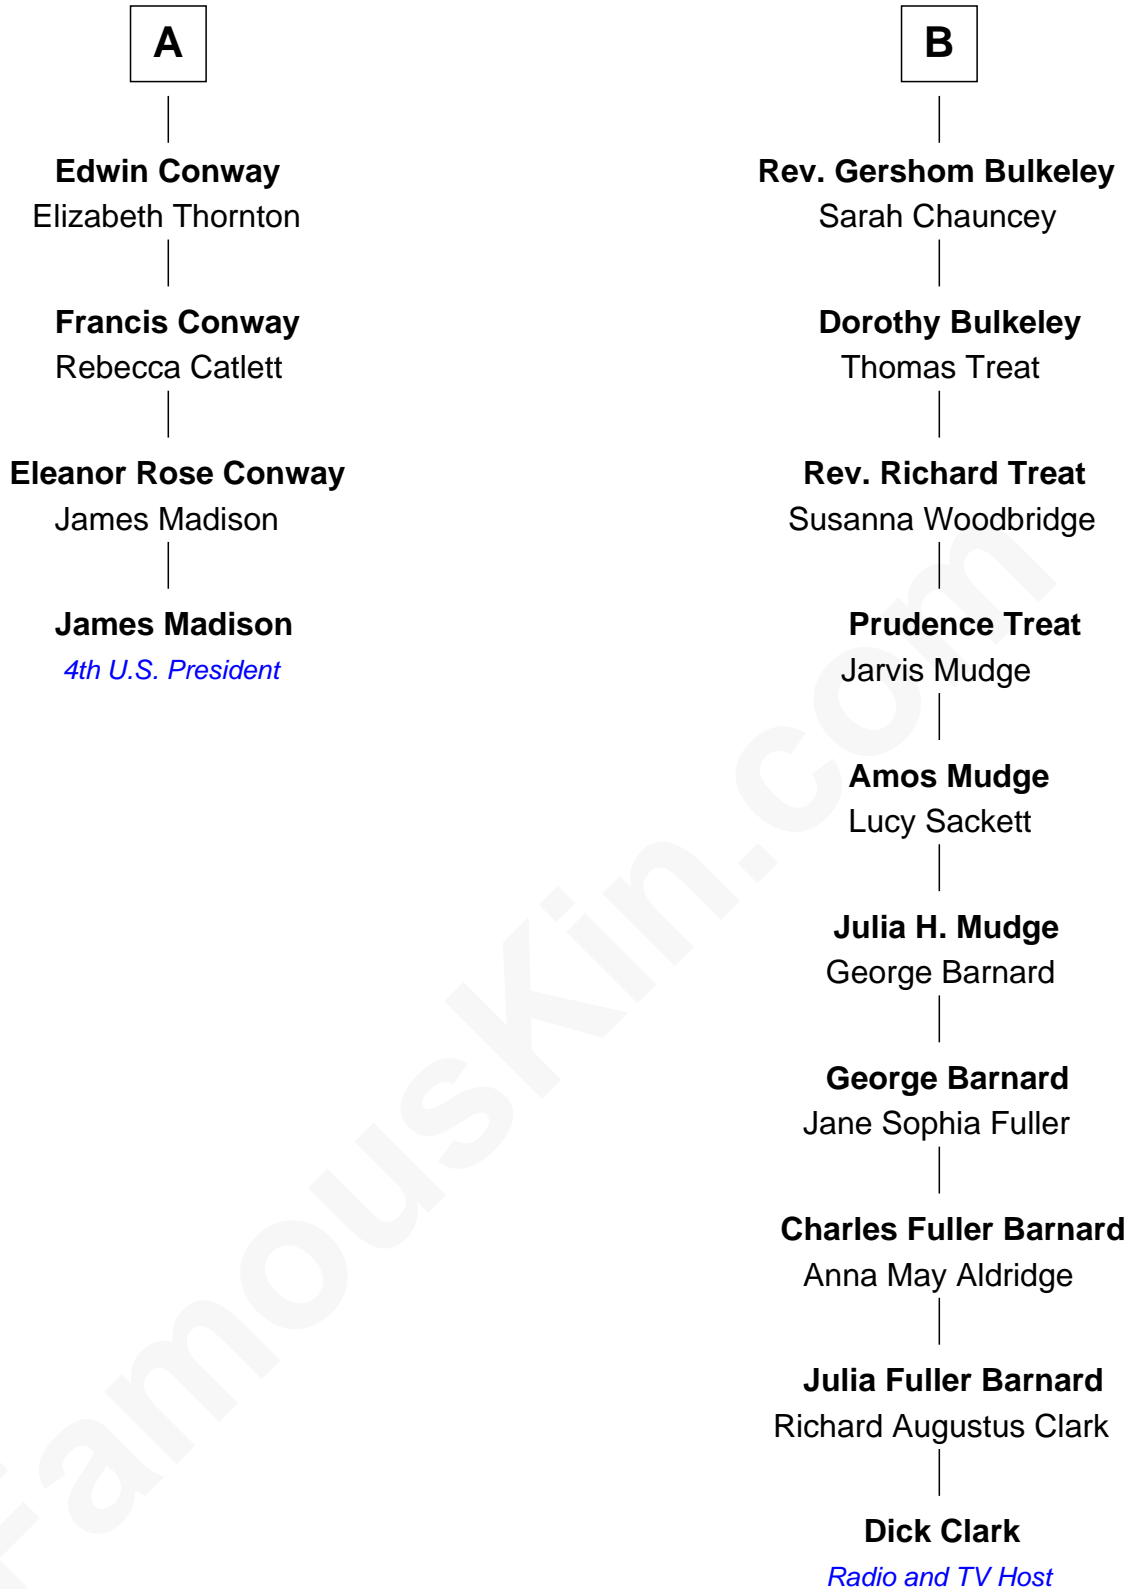 A
Edwin Conway
Elizabeth Thornton
Francis Conway
Rebecca Catlett
Eleanor Rose Conway
James Madison
James Madison
4th U.S. President
B
Rev. Gershom Bulkeley
Sarah Chauncey
Dorothy Bulkeley
Thomas Treat
Rev. Richard Treat
Susanna Woodbridge
Prudence Treat
Jarvis Mudge
Amos Mudge
Lucy Sackett
Julia H. Mudge
George Barnard
George Barnard
Jane Sophia Fuller
Charles Fuller Barnard
Anna May Aldridge
Julia Fuller Barnard
Richard Augustus Clark
Dick Clark
Radio and TV Host
FamousKin.com